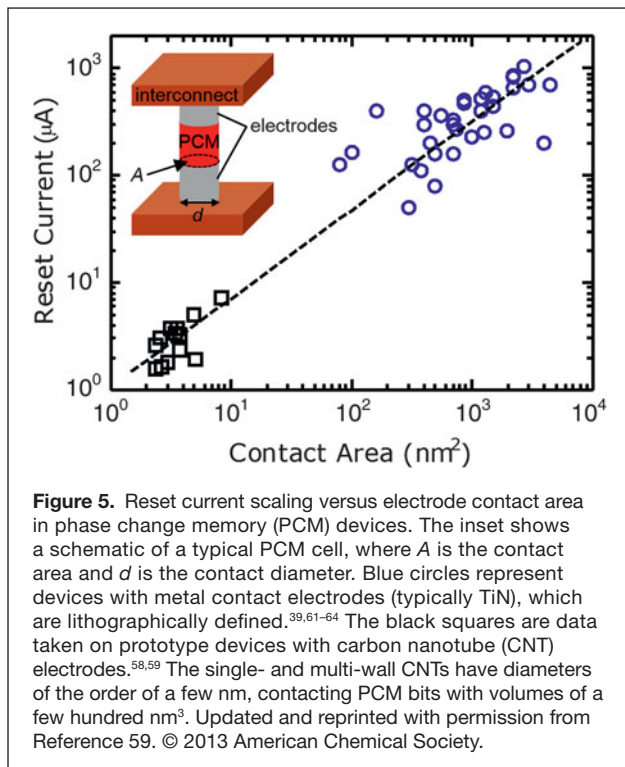 10³
10²
10¹
10⁰
Reset Current (μA)
interconnect
PCM
electrodes
A
d
10⁰ 10¹ 10² 10³ 10⁴
Contact Area (nm²)
Figure 5. Reset current scaling versus electrode contact area
in phase change memory (PCM) devices. The inset shows
a schematic of a typical PCM cell, where A is the contact
area and d is the contact diameter. Blue circles represent
devices with metal contact electrodes (typically TiN), which
are lithographically defined.³⁹,⁶¹⁻⁶⁴ The black squares are data
taken on prototype devices with carbon nanotube (CNT)
electrodes.⁵⁸,⁵⁹ The single- and multi-wall CNTs have diameters
of the order of a few nm, contacting PCM bits with volumes of a
few hundred nm³. Updated and reprinted with permission from
Reference 59. © 2013 American Chemical Society.